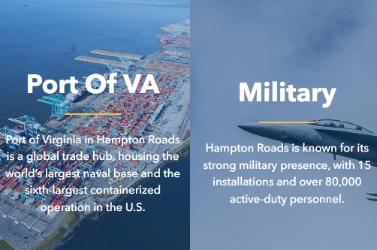 Port Of VA
Port of Virginia in Hampton Roads
is a global trade hub, housing the
world's largest naval base and the
sixth-largest containerized
operation in the U.S.
Military
Hampton Roads is known for its
strong military presence, with 15
installations and over 80,000
active-duty personnel.